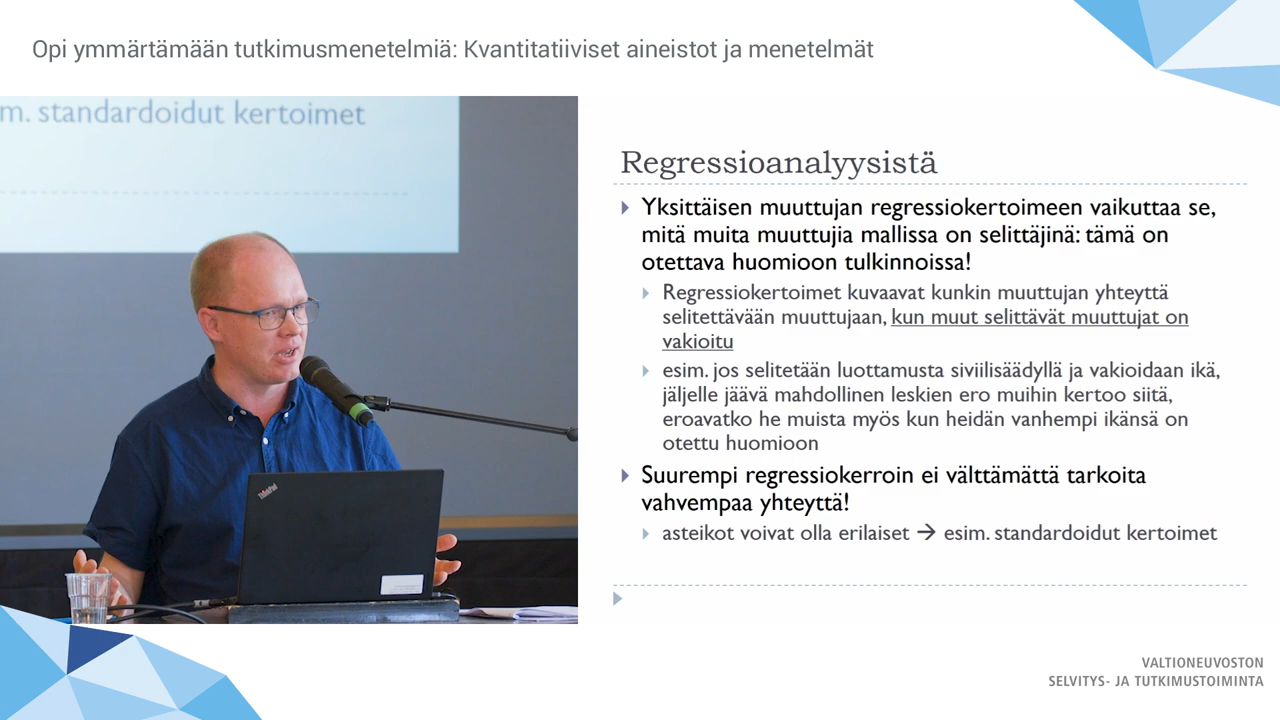 Opi ymmärtämään tutkimusmenetelmiä: Kvantitatiiviset aineistot ja menetelmät
m. standardoidut kertoimet
Regressioanalyysistä
Yksittäisen muuttujan regressiokertoimeen vaikuttaa se,
mitä muita muuttujia mallissa on selittäjinä: tämä on
otettava huomioon tulkinnoissa!
Regressiokertoimet kuvaavat kunkin muuttujan yhteyttä
selitettävään muuttujaan, kun muut selittävät muuttujat on
vakioitu
esim. jos selitetään luottamusta siviilisäädyllä ja vakioidaan ikä,
jäljelle jäävä mahdollinen leskien ero muihin kertoo siitä,
eroavatko he muista myös kun heidän vanhempi ikänsä on
otettu huomioon
Suurempi regressiokerroin ei välttämättä tarkoita
vahvempaa yhteyttä!
asteikot voivat olla erilaiset → esim. standardoidut kertoimet
ThinkPad
VALTIONEUVOSTON
SELVITYS- JA TUTKIMUSTOIMINTA